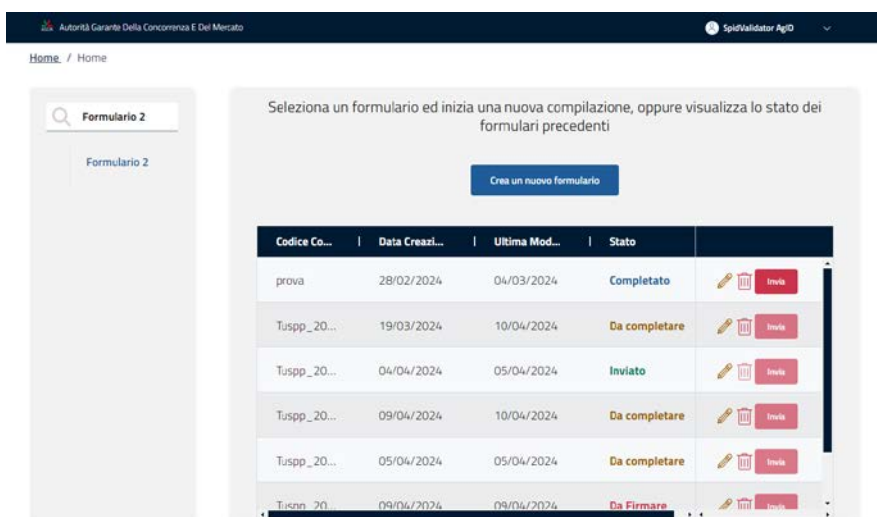 Autorità Garante Della Concorrenza E Del Mercato
SpidValidator AgID
Home / Home
Formulario 2
Formulario 2
Seleziona un formulario ed inizia una nuova compilazione, oppure visualizza lo stato dei
formulari precedenti
Crea un nuovo formulario
Codice Co... | Data Creazi... | Ultima Mod... | Stato
prova 28/02/2024 04/03/2024 Completato Invia
Tuspp_20... 19/03/2024 10/04/2024 Da completare Invia
Tuspp_20... 04/04/2024 05/04/2024 Inviato Invia
Tuspp_20... 09/04/2024 10/04/2024 Da completare Invia
Tuspp_20... 05/04/2024 05/04/2024 Da completare Invia
Tuspp_20... 09/04/2024 09/04/2024 Da Firmare Invia